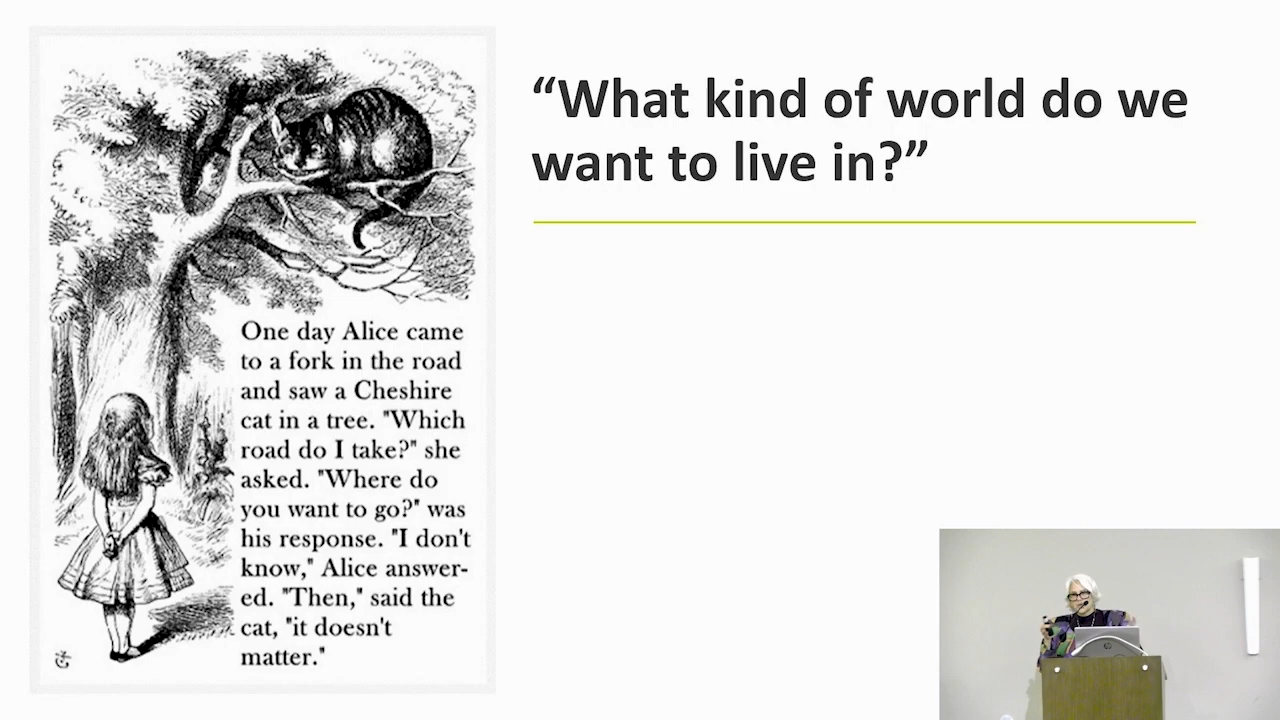 “What kind of world do we
want to live in?”
One day Alice came
to a fork in the road
and saw a Cheshire
cat in a tree. "Which
road do I take?" she
asked. "Where do
you want to go?" was
his response. "I don't
know," Alice answer-
ed. "Then," said the
cat, "it doesn't
matter."